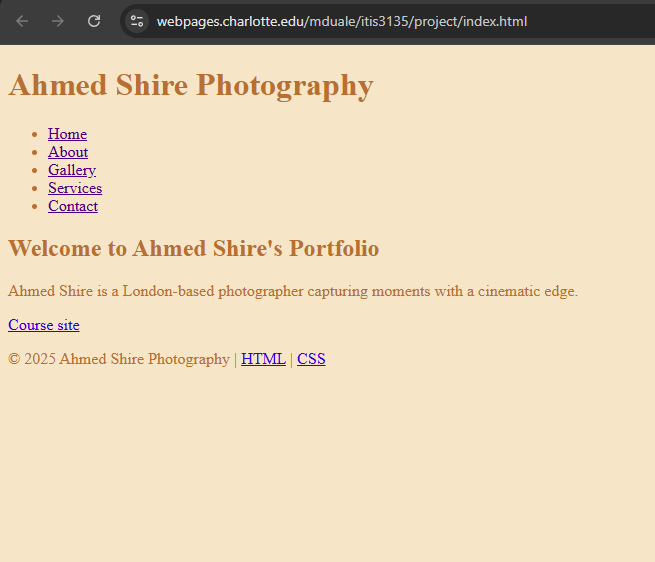 webpages.charlotte.edu/mduale/itis3135/project/index.html
Ahmed Shire Photography
Home
About
Gallery
Services
Contact
Welcome to Ahmed Shire's Portfolio
Ahmed Shire is a London-based photographer capturing moments with a cinematic edge.
Course site
© 2025 Ahmed Shire Photography | HTML | CSS